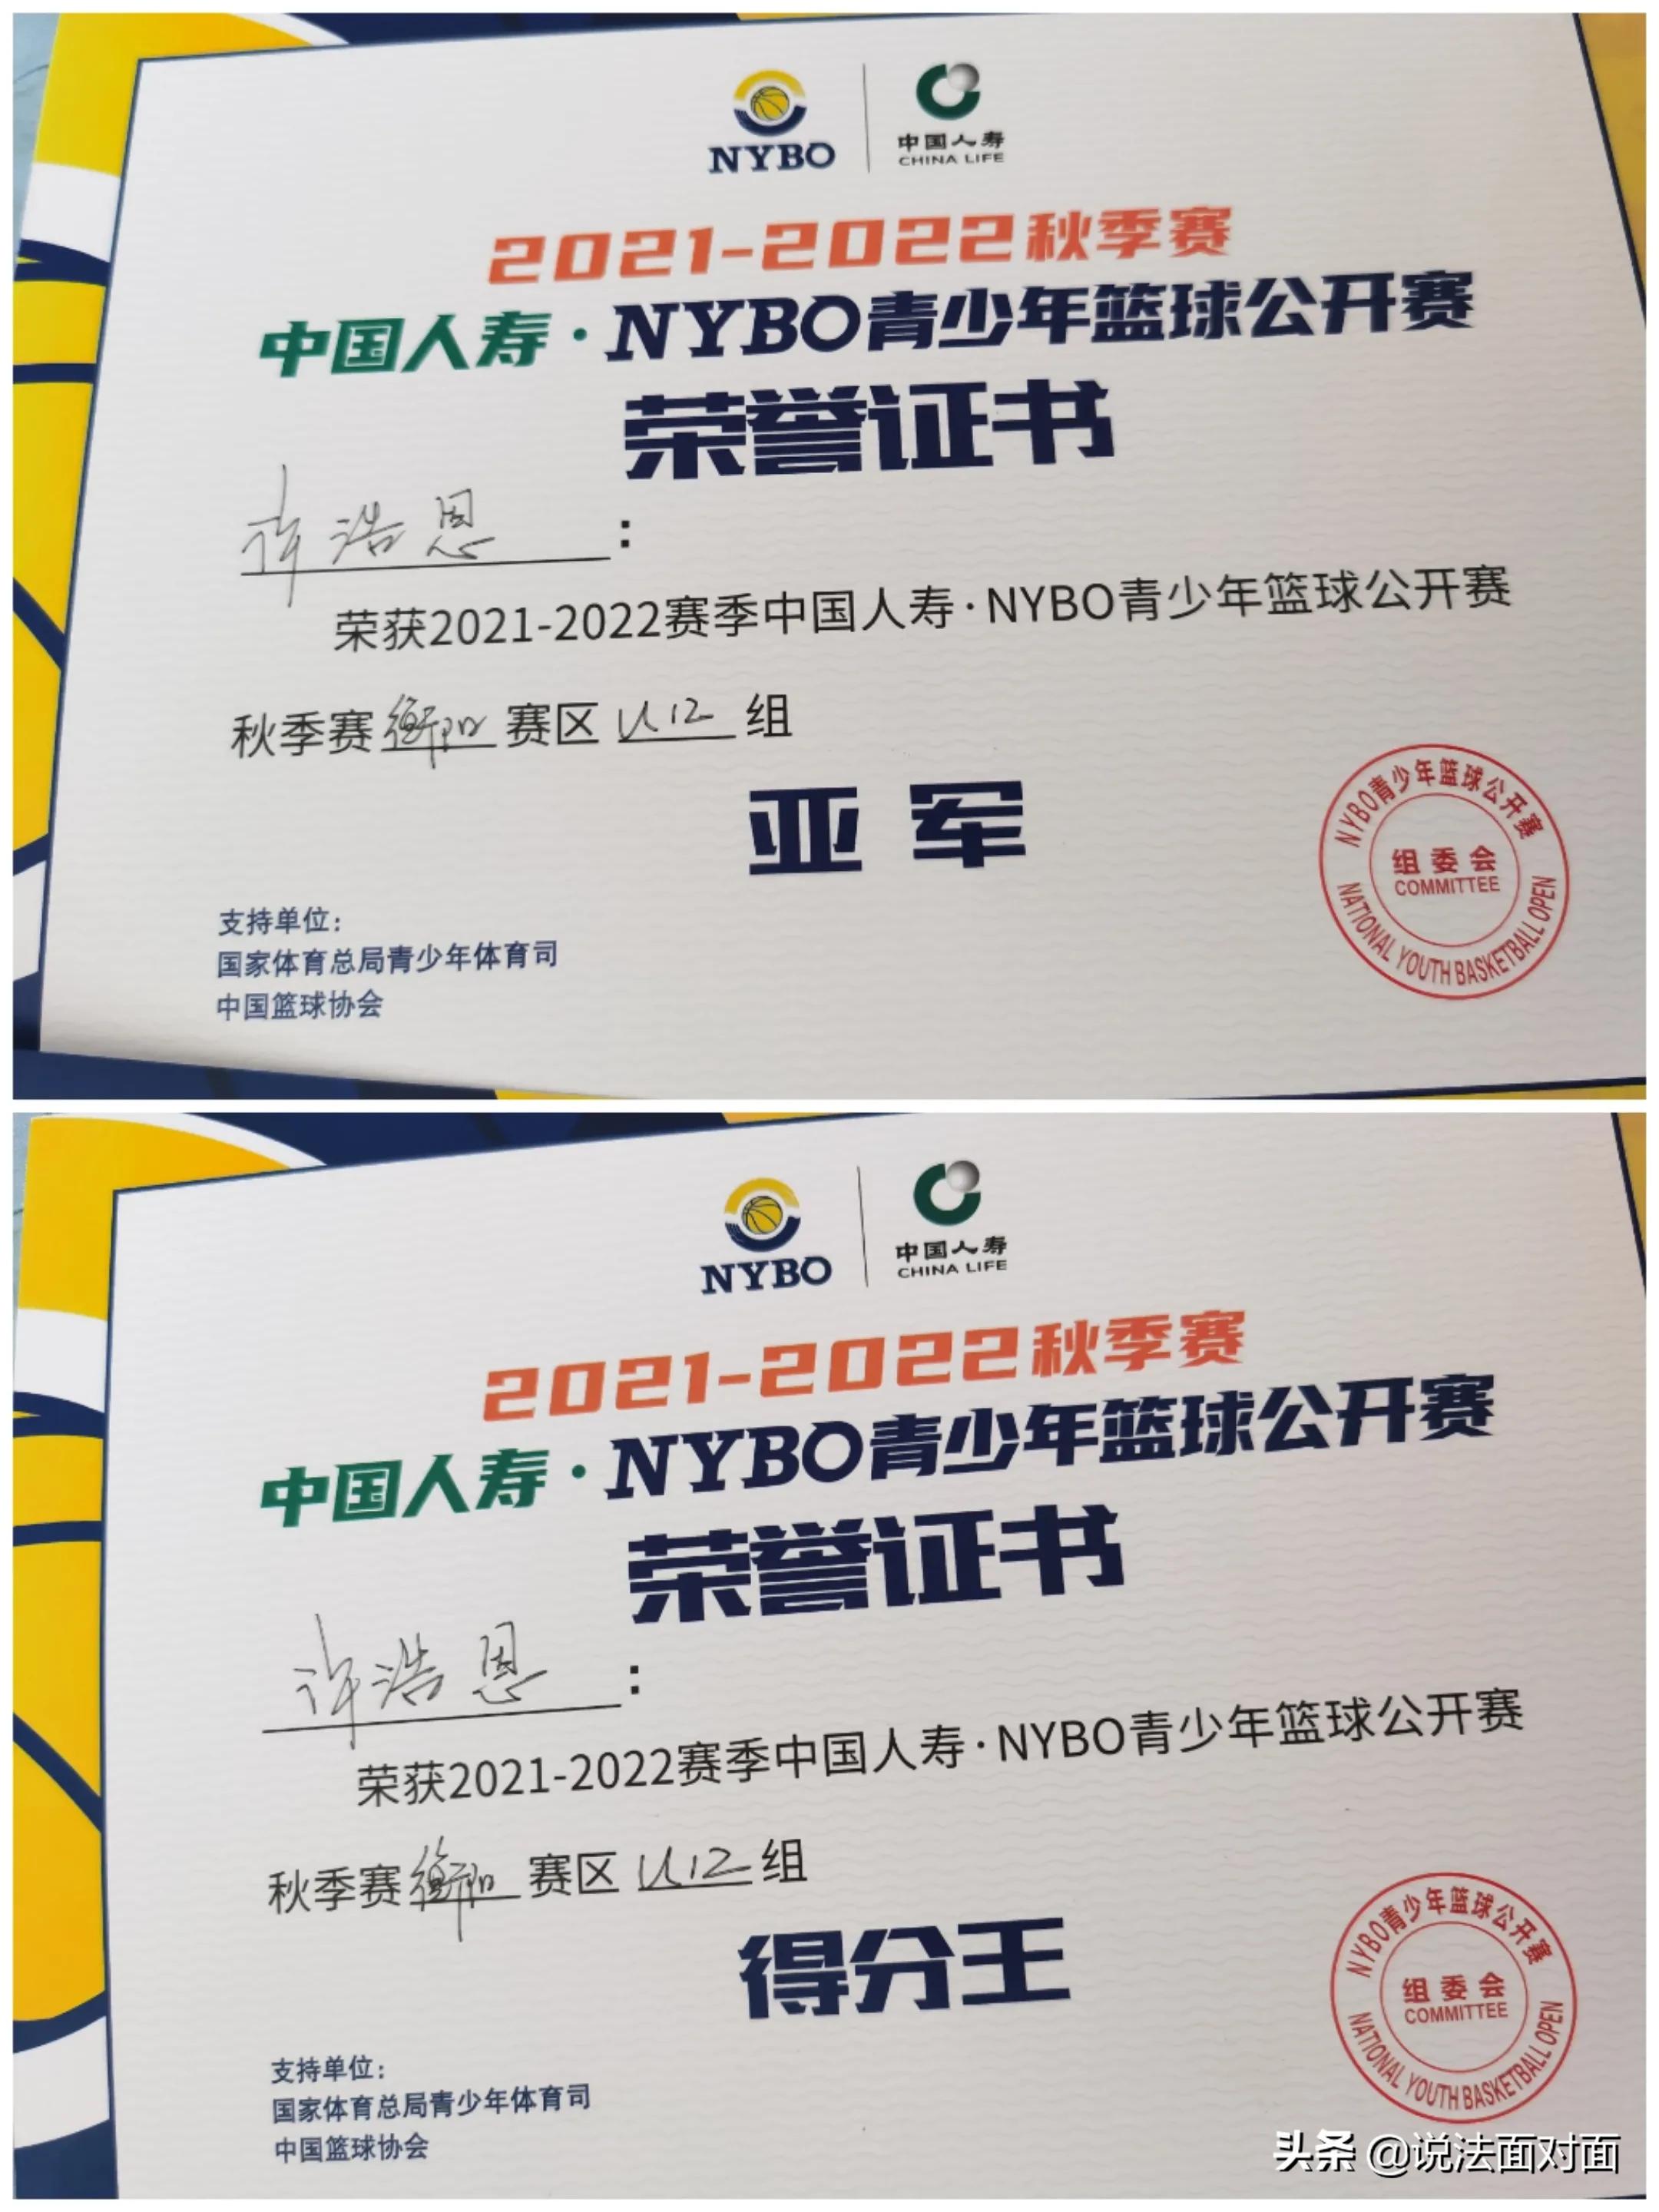 NYBO
中国人寿
CHINA LIFE
2021-2022秋季赛
中国人寿·NYBO青少年篮球公开赛
荣誉证书
许浩恩：
荣获2021-2022赛季中国人寿·NYBO青少年篮球公开赛
秋季赛衡阳赛区U12组
亚军
NYBO青少年篮球公开赛
组委会
COMMITTEE
NATIONAL YOUTH BASKETBALL OPEN
支持单位：
国家体育总局青少年体育司
中国篮球协会
NYBO
中国人寿
CHINA LIFE
2021-2022秋季赛
中国人寿·NYBO青少年篮球公开赛
荣誉证书
许浩恩：
荣获2021-2022赛季中国人寿·NYBO青少年篮球公开赛
秋季赛衡阳赛区U12组
得分王
NYBO青少年篮球公开赛
组委会
COMMITTEE
NATIONAL YOUTH BASKETBALL OPEN
支持单位：
国家体育总局青少年体育司
中国篮球协会
头条 @说法面对面